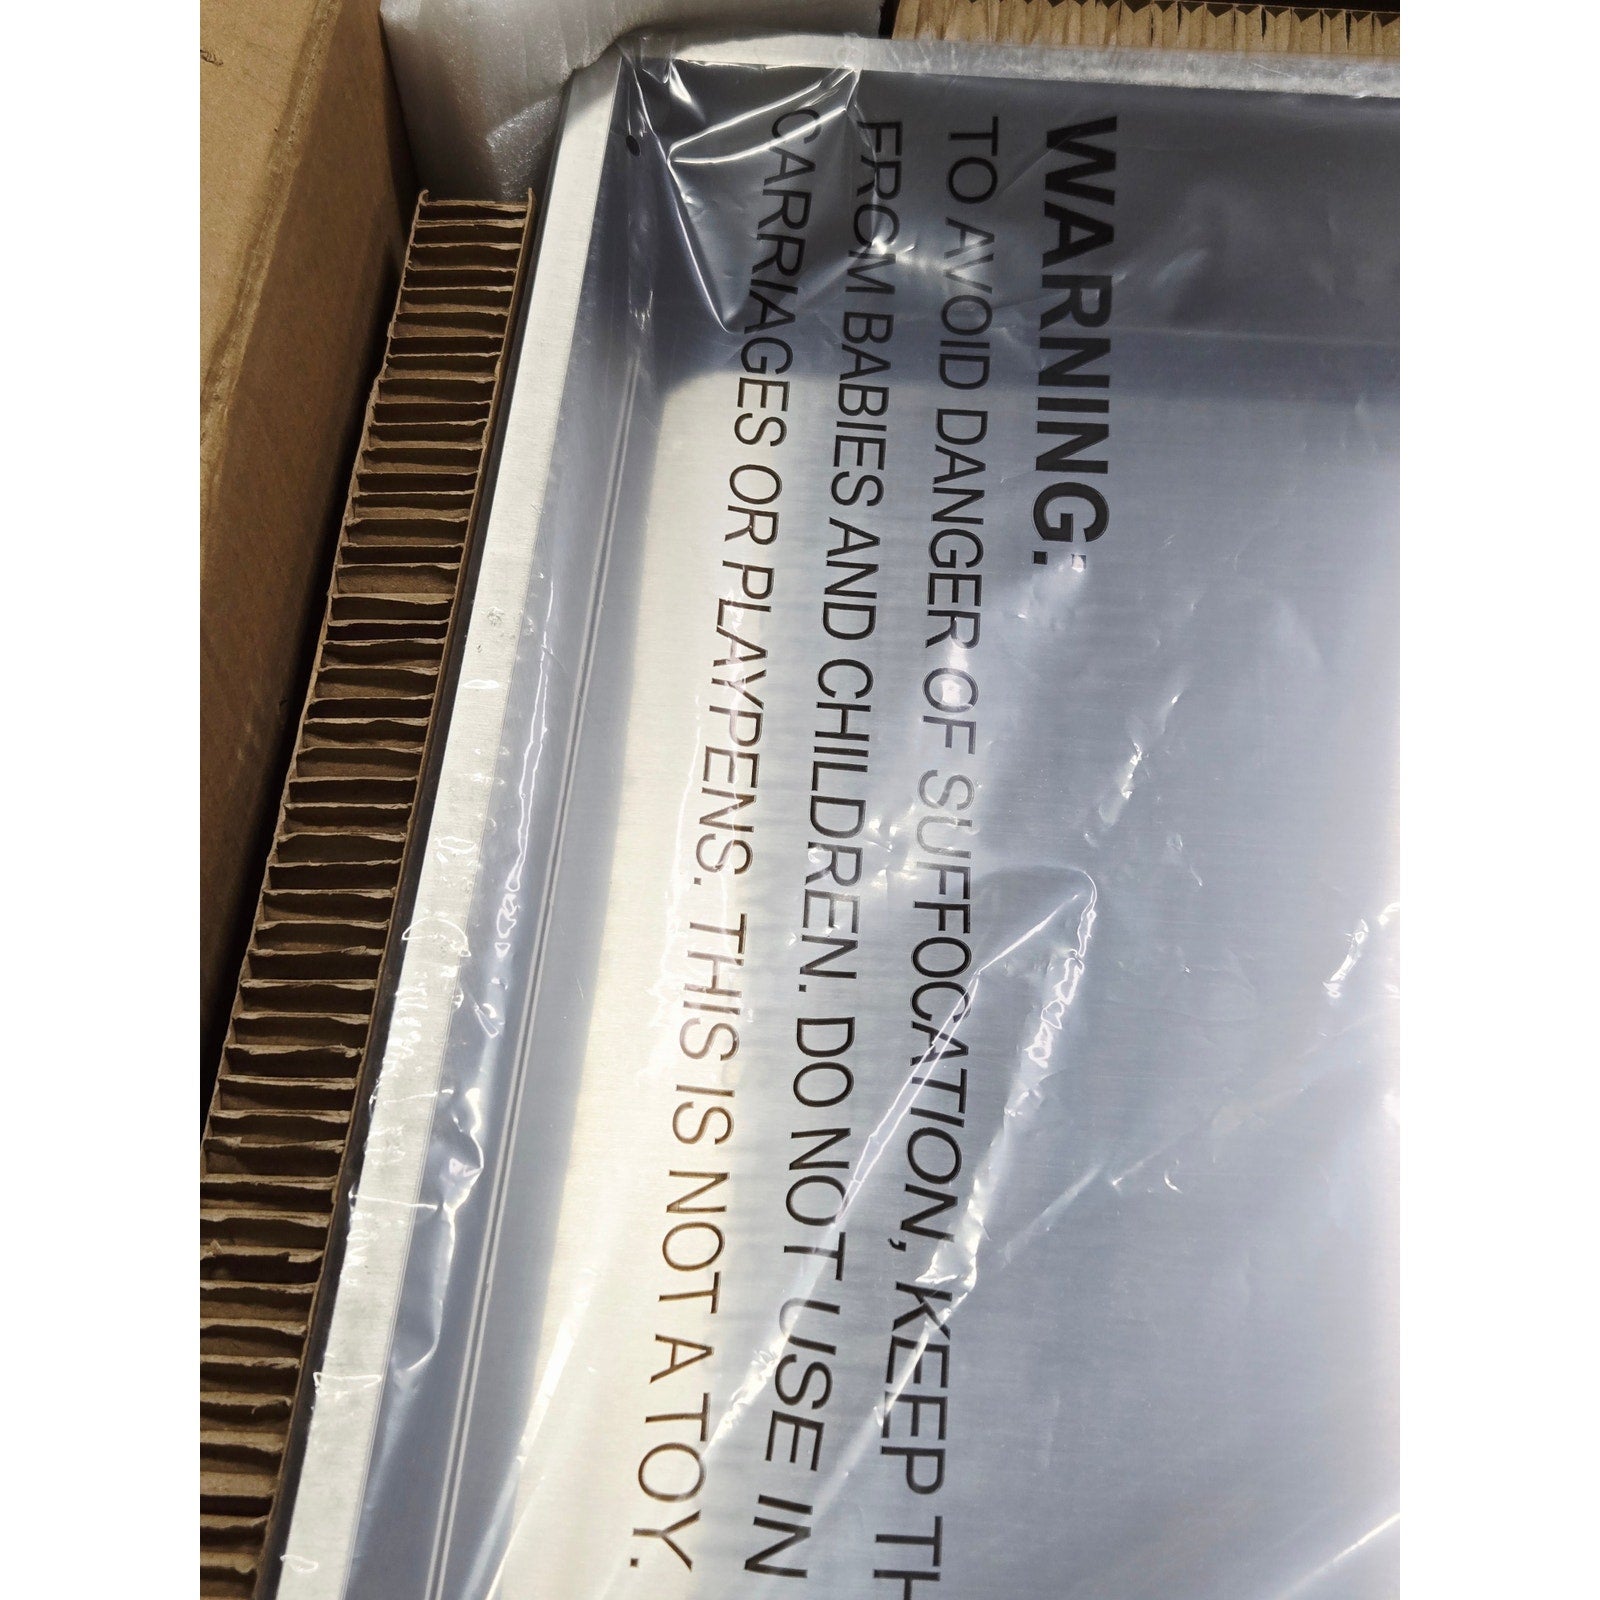 WARNING:
TO AVOID DANGER OF SUFFOCATION, KEEP TH
FROM BABIES AND CHILDREN. DO NOT USE IN
CARRIAGES OR PLAYPENS. THIS IS NOT A TOY.